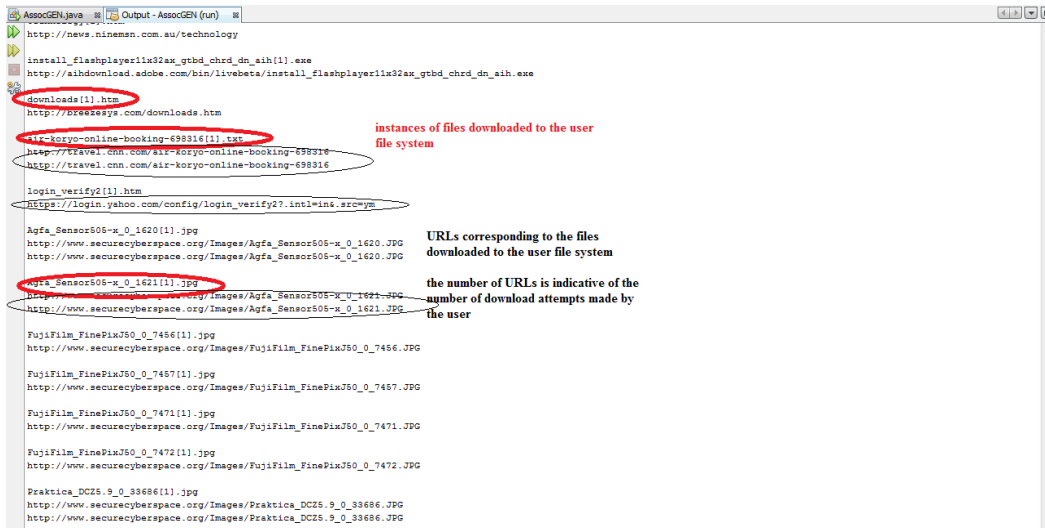 AssocGEN.java
Output - AssocGEN (run)
http://news.ninemsn.com.au/technology
install_flashplayer11x32ax_gtbd_chrd_dn_aih[1].exe
http://aihdownload.adobe.com/bin/livebeta/install_flashplayer11x32ax_gtbd_chrd_dn_aih.exe
downloads[1].htm
http://breezesys.com/downloads.htm
instances of files downloaded to the user
file system
air-koryo-online-booking-698316[1].txt
http://travel.cnn.com/air-koryo-online-booking-698316
http://travel.cnn.com/air-koryo-online-booking-698316
login_verify2[1].htm
https://login.yahoo.com/config/login_verify2?.intl=in&.src=ym
Agfa_Sensor505-x_0_1620[1].jpg
http://www.securecyberspace.org/Images/Agfa_Sensor505-x_0_1620.JPG
http://www.securecyberspace.org/Images/Agfa_Sensor505-x_0_1620.JPG
URLs corresponding to the files
downloaded to the user file system
Agfa_Sensor505-x_0_1621[1].jpg
http://www.securecyberspace.org/Images/Agfa_Sensor505-x_0_1621.JPG
http://www.securecyberspace.org/Images/Agfa_Sensor505-x_0_1621.JPG
the number of URLs is indicative of the
number of download attempts made by
the user
FujiFilm_FinePixJ50_0_7456[1].jpg
http://www.securecyberspace.org/Images/FujiFilm_FinePixJ50_0_7456.JPG
FujiFilm_FinePixJ50_0_7457[1].jpg
http://www.securecyberspace.org/Images/FujiFilm_FinePixJ50_0_7457.JPG
FujiFilm_FinePixJ50_0_7471[1].jpg
http://www.securecyberspace.org/Images/FujiFilm_FinePixJ50_0_7471.JPG
FujiFilm_FinePixJ50_0_7472[1].jpg
http://www.securecyberspace.org/Images/FujiFilm_FinePixJ50_0_7472.JPG
Praktica_DCZ5.9_0_33686[1].jpg
http://www.securecyberspace.org/Images/Praktica_DCZ5.9_0_33686.JPG
http://www.securecyberspace.org/Images/Praktica_DCZ5.9_0_33686.JPG